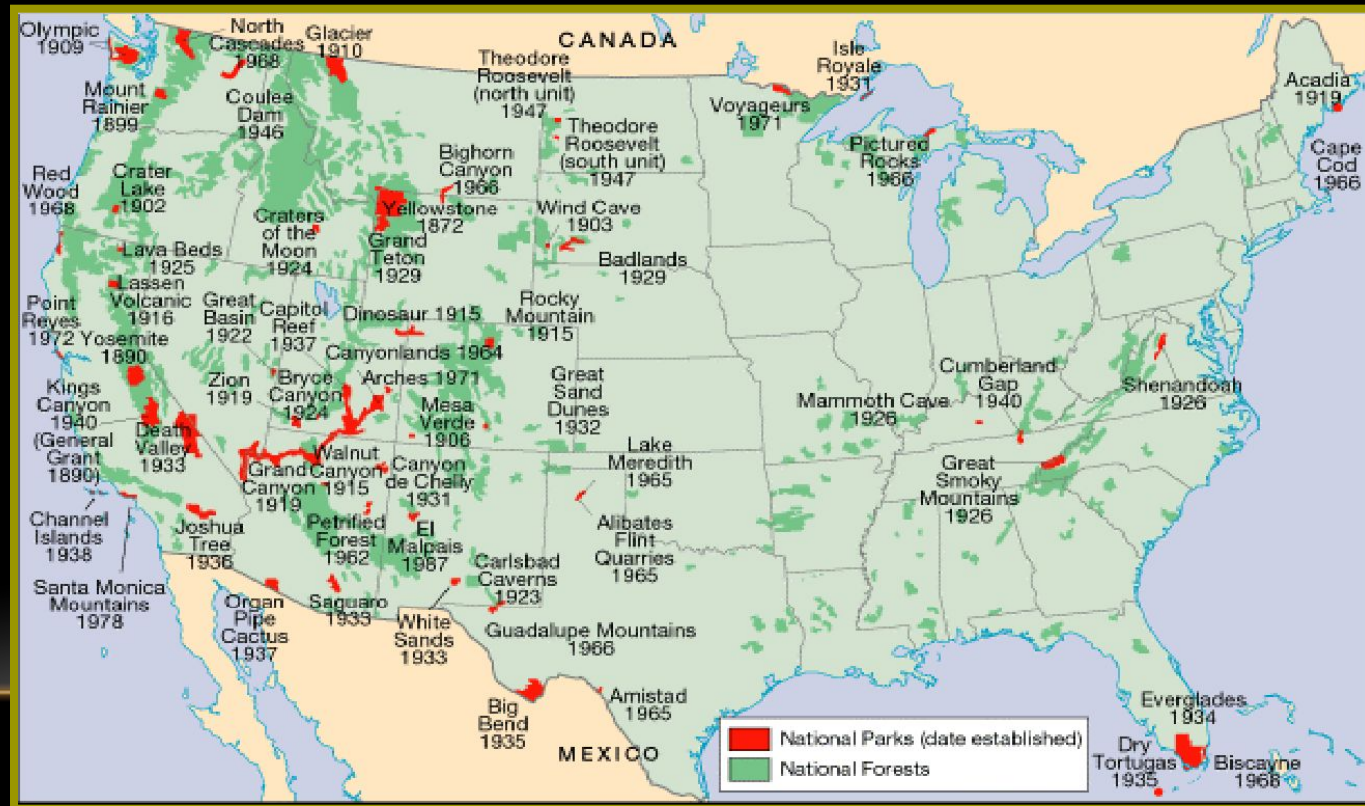 Olympic
1909
North
Cascades
1968
Glacier
1910
CANADA
Isle
Royale
1931
Acadia
1919
Mount
Rainier
1899
Coulee
Dam
1946
Theodore
Roosevelt
(north unit)
1947
Voyageurs
1971
Theodore
Roosevelt
(south unit)
1947
Pictured
Rocks
1966
Cape
Cod
1966
Red
Wood
1968
Crater
Lake
1902
Bighorn
Canyon
1966
Craters
of the
Moon
1924
Yellowstone
1872
Grand
Teton
1929
Wind Cave
1903
Badlands
1929
Lava Beds
1925
Lassen
Volcanic
1916
Point
Reyes
1972
Yosemite
1890
Great
Basin
1922
Capitol
Reef
1937
Dinosaur 1915
Rocky
Mountain
1915
Canyonlands 1964
Kings
Canyon
1940
(General
Grant
1890)
Zion
1919
Bryce
Canyon
1924
Arches 1971
Mesa
Verde
1906
Great
Sand
Dunes
1932
Mammoth Cave
1926
Cumberland
Gap
1940
Shenandoah
1926
Death
Valley
1933
Grand
Canyon
1919
Walnut
Canyon
1915
Canyon
de Chelly
1931
Lake
Meredith
1965
Great
Smoky
Mountains
1926
Channel
Islands
1938
Joshua
Tree
1936
Petrified
Forest
1962
El
Malpais
1987
Alibates
Flint
Quarries
1965
Santa Monica
Mountains
1978
Organ
Pipe
Cactus
1937
Saguaro
1933
White
Sands
1933
Carlsbad
Caverns
1923
Guadalupe Mountains
1966
Big
Bend
1935
Amistad
1965
MEXICO
Everglades
1934
Dry
Tortugas
1935
Biscayne
1968
National Parks (date established)
National Forests